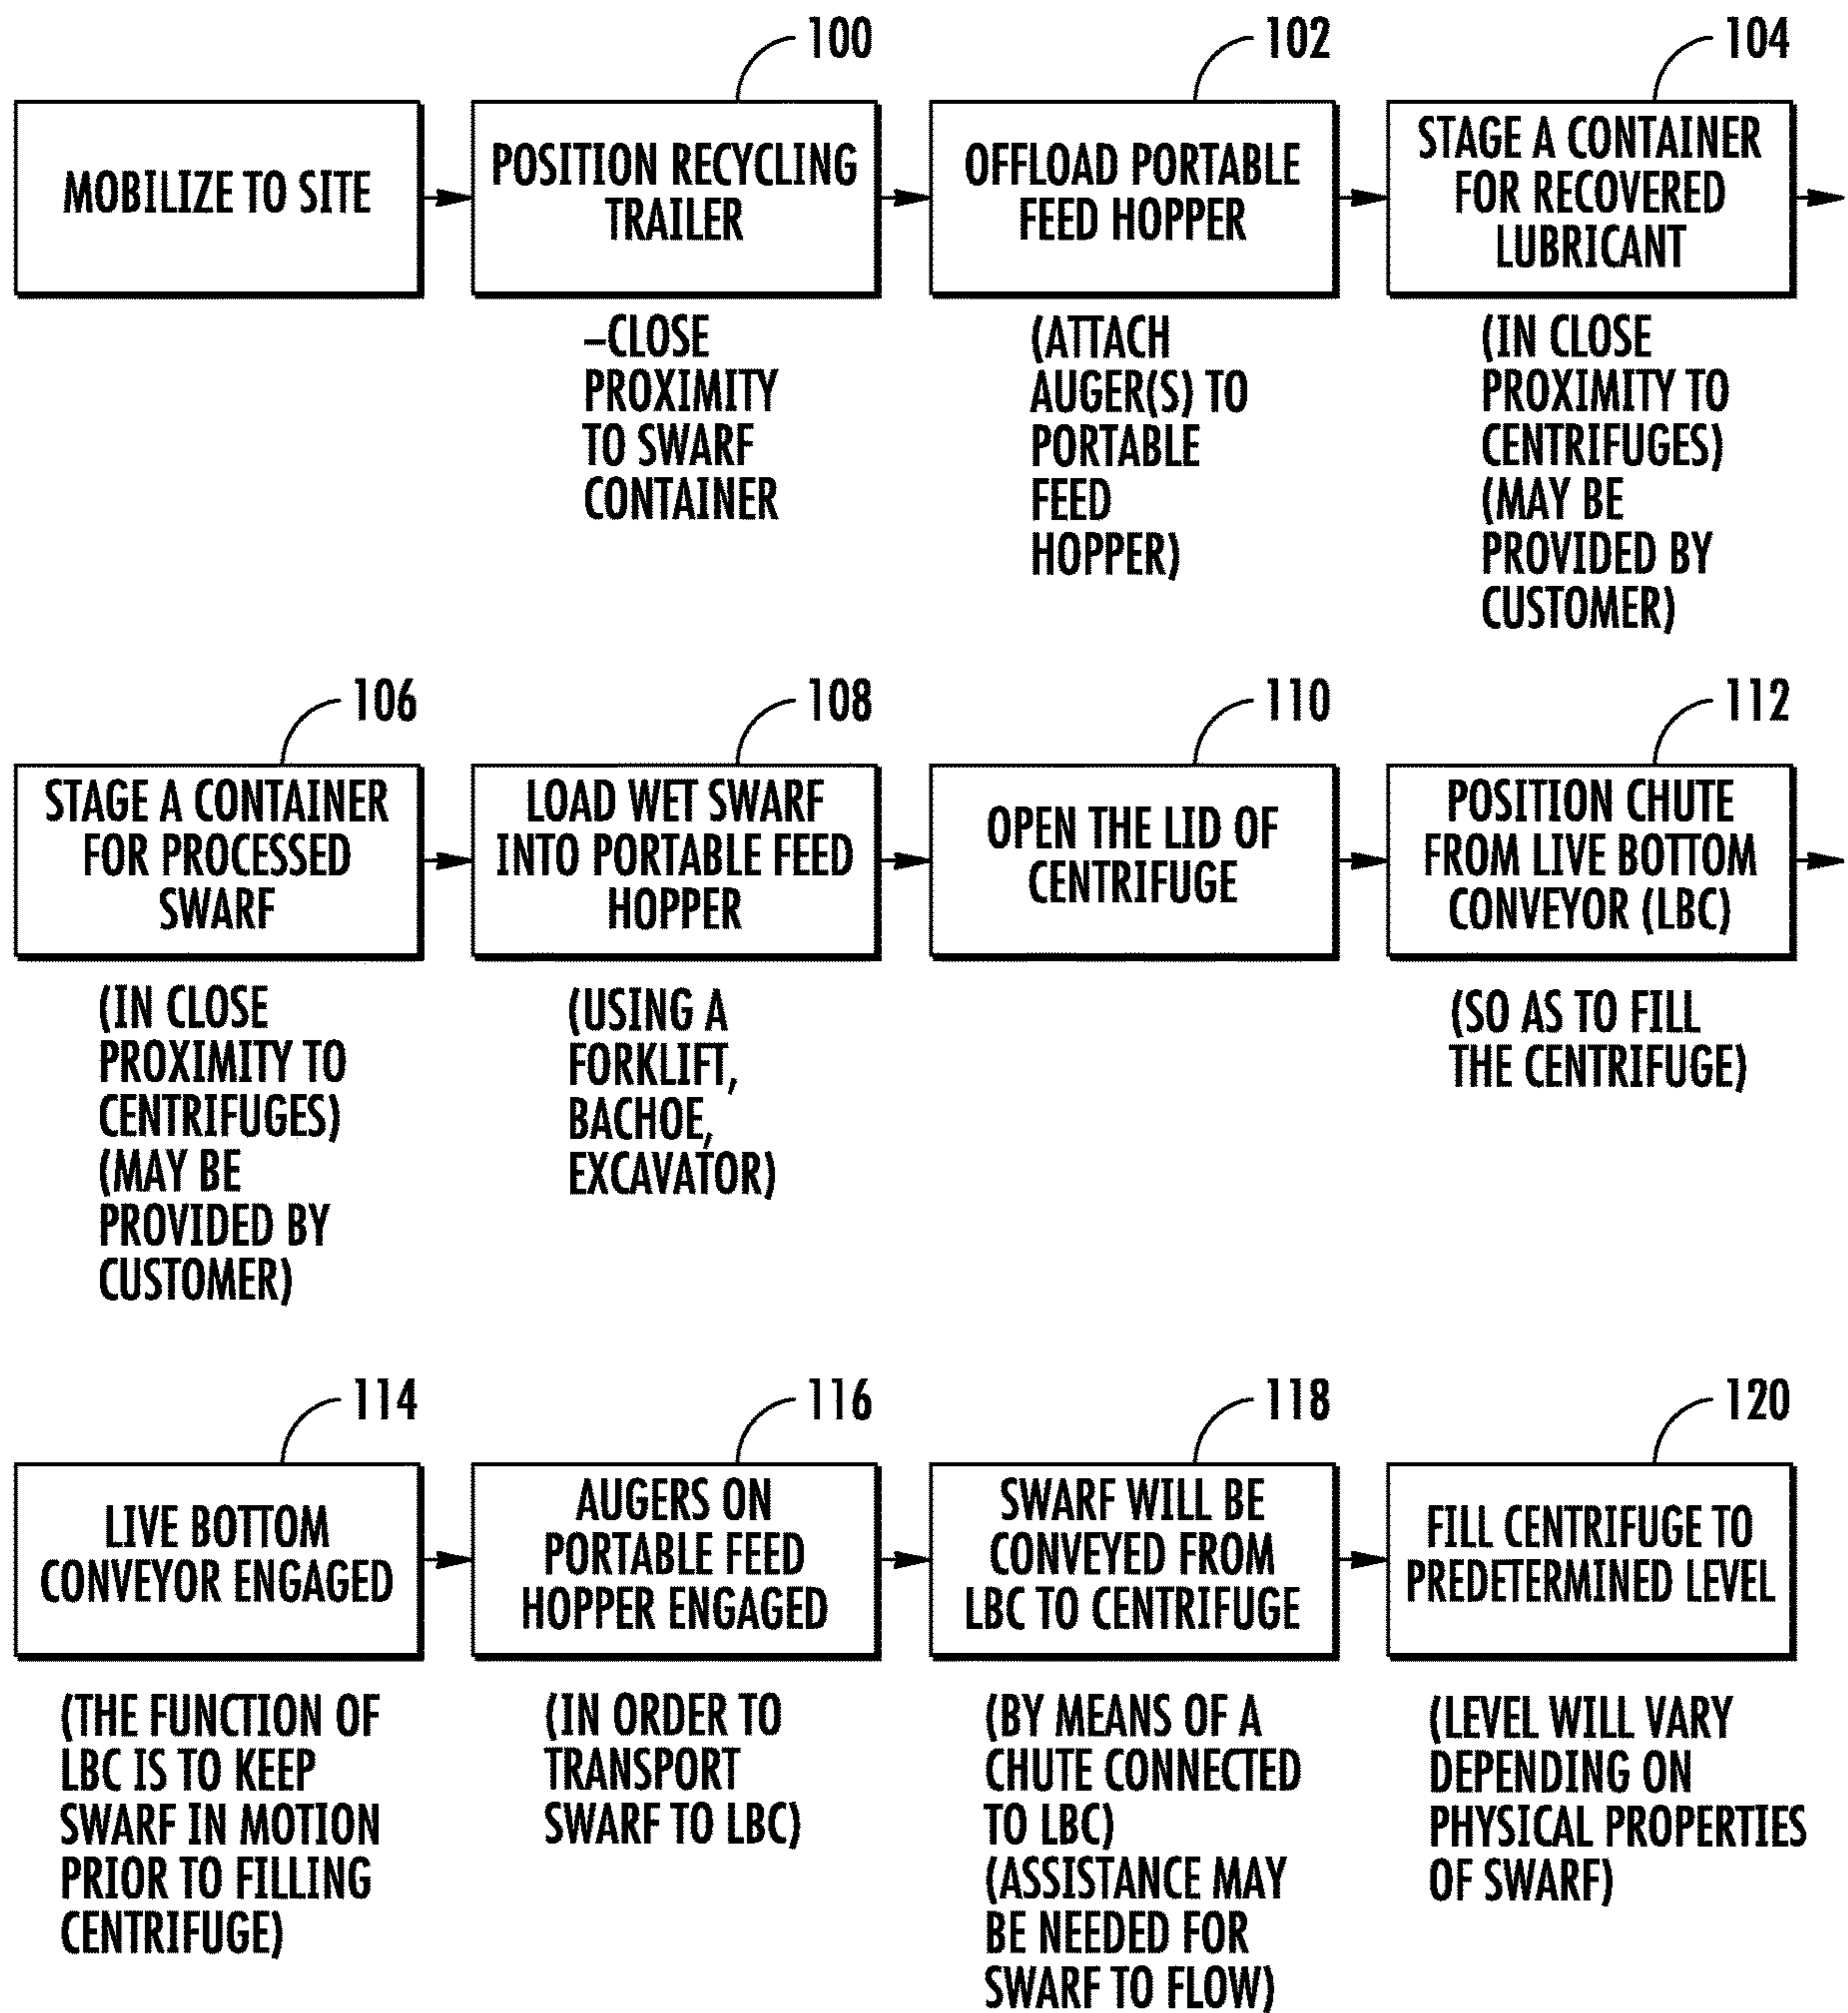 100
MOBILIZE TO SITE
POSITION RECYCLING
TRAILER
–CLOSE
PROXIMITY
TO SWARF
CONTAINER
102
OFFLOAD PORTABLE
FEED HOPPER
(ATTACH
AUGER(S) TO
PORTABLE
FEED
HOPPER)
104
STAGE A CONTAINER
FOR RECOVERED
LUBRICANT
(IN CLOSE
PROXIMITY TO
CENTRIFUGES)
(MAY BE
PROVIDED BY
CUSTOMER)
106
STAGE A CONTAINER
FOR PROCESSED
SWARF
(IN CLOSE
PROXIMITY TO
CENTRIFUGES)
(MAY BE
PROVIDED BY
CUSTOMER)
108
LOAD WET SWARF
INTO PORTABLE FEED
HOPPER
(USING A
FORKLIFT,
BACHOE,
EXCAVATOR)
110
OPEN THE LID OF
CENTRIFUGE
112
POSITION CHUTE
FROM LIVE BOTTOM
CONVEYOR (LBC)
(SO AS TO FILL
THE CENTRIFUGE)
114
LIVE BOTTOM
CONVEYOR ENGAGED
(THE FUNCTION OF
LBC IS TO KEEP
SWARF IN MOTION
PRIOR TO FILLING
CENTRIFUGE)
116
AUGERS ON
PORTABLE FEED
HOPPER ENGAGED
(IN ORDER TO
TRANSPORT
SWARF TO LBC)
118
SWARF WILL BE
CONVEYED FROM
LBC TO CENTRIFUGE
(BY MEANS OF A
CHUTE CONNECTED
TO LBC)
(ASSISTANCE MAY
BE NEEDED FOR
SWARF TO FLOW)
120
FILL CENTRIFUGE TO
PREDETERMINED LEVEL
(LEVEL WILL VARY
DEPENDING ON
PHYSICAL PROPERTIES
OF SWARF)